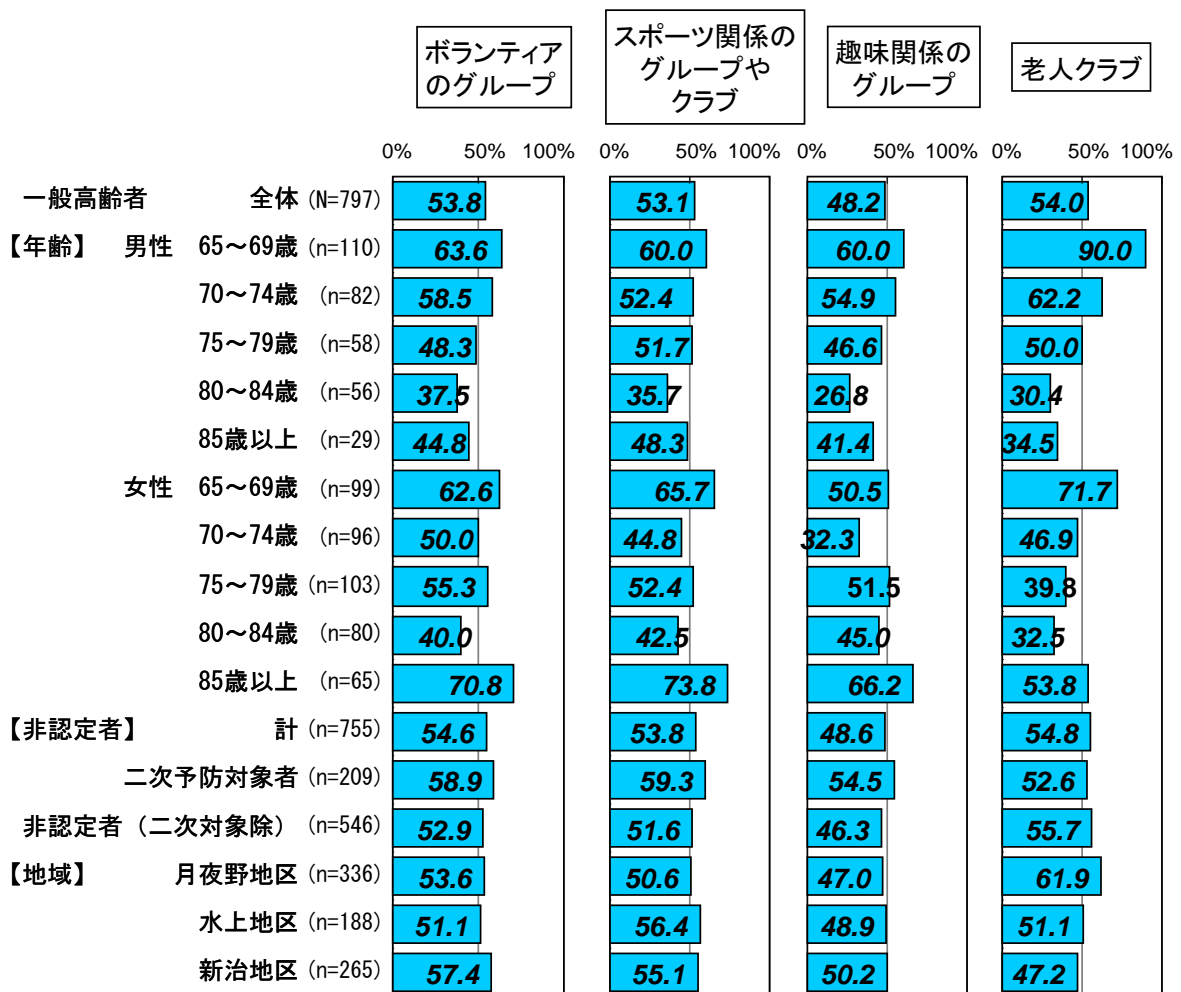 ボランティア
のグループ
スポーツ関係の
グループや
クラブ
趣味関係の
グループ
老人クラブ
0% 50% 100% 0% 50% 100% 0% 50% 100% 0% 50% 100%
一般高齢者 全体 (N=797) 53.8 53.1 48.2 54.0
【年齢】 男性 65～69歳 (n=110) 63.6 60.0 60.0 90.0
70～74歳 (n=82) 58.5 52.4 54.9 62.2
75～79歳 (n=58) 48.3 51.7 46.6 50.0
80～84歳 (n=56) 37.5 35.7 26.8 30.4
85歳以上 (n=29) 44.8 48.3 41.4 34.5
女性 65～69歳 (n=99) 62.6 65.7 50.5 71.7
70～74歳 (n=96) 50.0 44.8 32.3 46.9
75～79歳 (n=103) 55.3 52.4 51.5 39.8
80～84歳 (n=80) 40.0 42.5 45.0 32.5
85歳以上 (n=65) 70.8 73.8 66.2 53.8
【非認定者】 計 (n=755) 54.6 53.8 48.6 54.8
二次予防対象者 (n=209) 58.9 59.3 54.5 52.6
非認定者（二次対象除） (n=546) 52.9 51.6 46.3 55.7
【地域】 月夜野地区 (n=336) 53.6 50.6 47.0 61.9
水上地区 (n=188) 51.1 56.4 48.9 51.1
新治地区 (n=265) 57.4 55.1 50.2 47.2